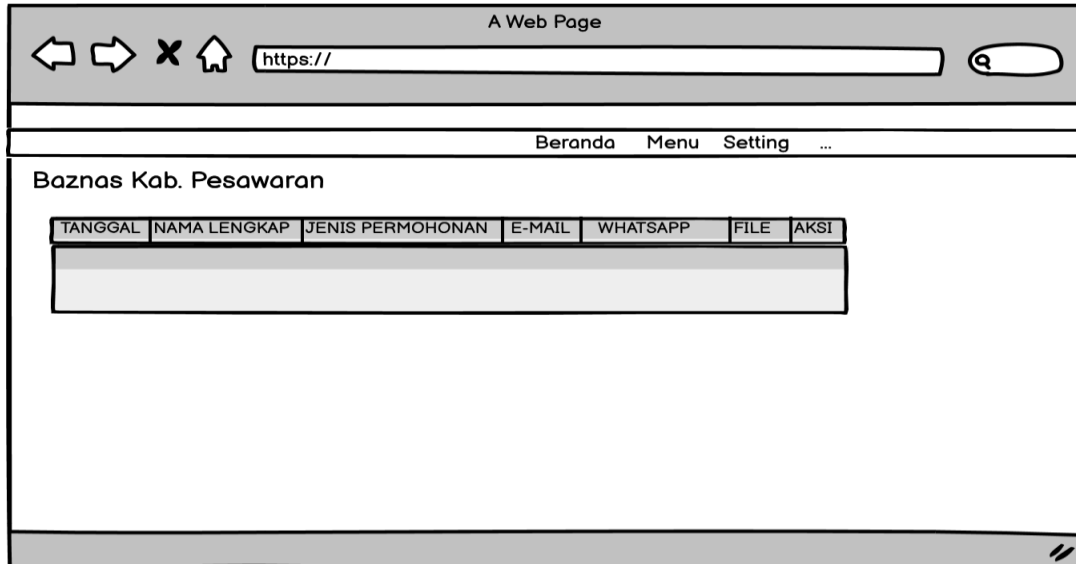 A Web Page
https://
Beranda Menu Setting ...
Baznas Kab. Pesawaran
TANGGAL NAMA LENGKAP JENIS PERMOHONAN E-MAIL WHATSAPP FILE AKSI